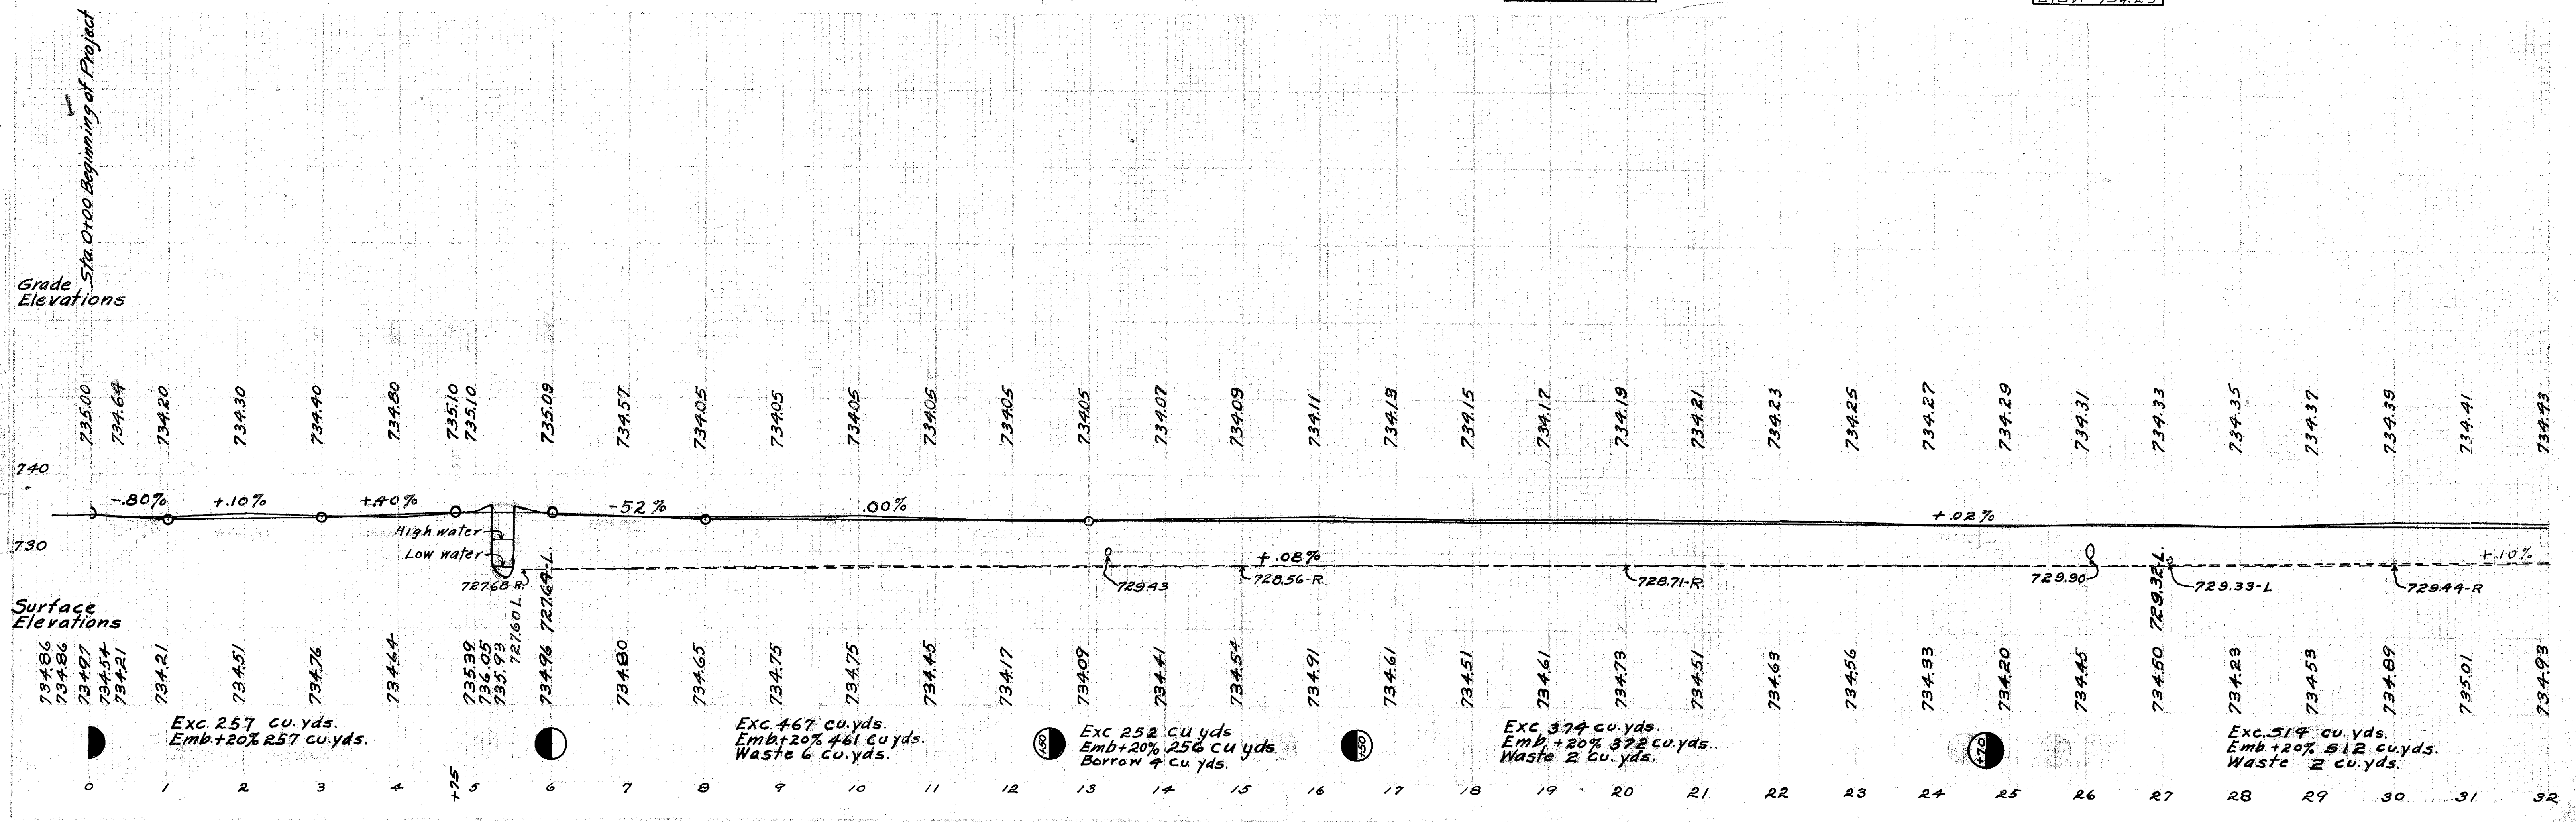 Sta. 0+00 Beginning of Project
Grade
Elevations
735.00 734.64 734.20 734.30 734.40 734.80 735.10 735.10 735.09 734.57 734.05 734.05 734.05 734.05 734.05 734.05 734.07 734.09 734.11 734.13 734.15 734.17 734.19 734.21 734.23 734.25 734.27 734.29 734.31 734.33 734.35 734.37 734.39 734.41 734.43
740
-.80% +.10% +.40% -.52% .00% +.02%
High water
730
Low water
+.08% +.10%
727.68-R 727.60 L 727.64-L. 729.43 728.56-R 728.71-R 729.90 729.32-L. 729.33-L 729.44-R
Surface
Elevations
734.86 734.86 734.97 734.54 734.21 734.21 734.51 734.76 734.64 735.39 736.05 735.93 734.96 734.80 734.65 734.75 734.75 734.45 734.17 734.09 734.41 734.54 734.91 734.61 734.51 734.61 734.73 734.51 734.63 734.56 734.33 734.20 734.45 734.50 734.23 734.53 734.89 735.01 734.93
Exc. 257 cu. yds.
Emb.+20% 257 cu.yds.
Exc. 467 cu.yds.
Emb.+20% 461 cu yds.
Waste 6 cu.yds.
+50
Exc 252 cu yds
Emb+20% 256 cu yds
Borrow 4 cu yds.
+50
Exc. 374 cu.yds.
Emb. +20% 372 cu.yds.
Waste 2 cu.yds.
+70
Exc. 514 cu. yds.
Emb.+20% 512 cu.yds.
Waste 2 cu.yds.
0 1 2 3 4 +75 5 6 7 8 9 10 11 12 13 14 15 16 17 18 19 20 21 22 23 24 25 26 27 28 29 30 31 32